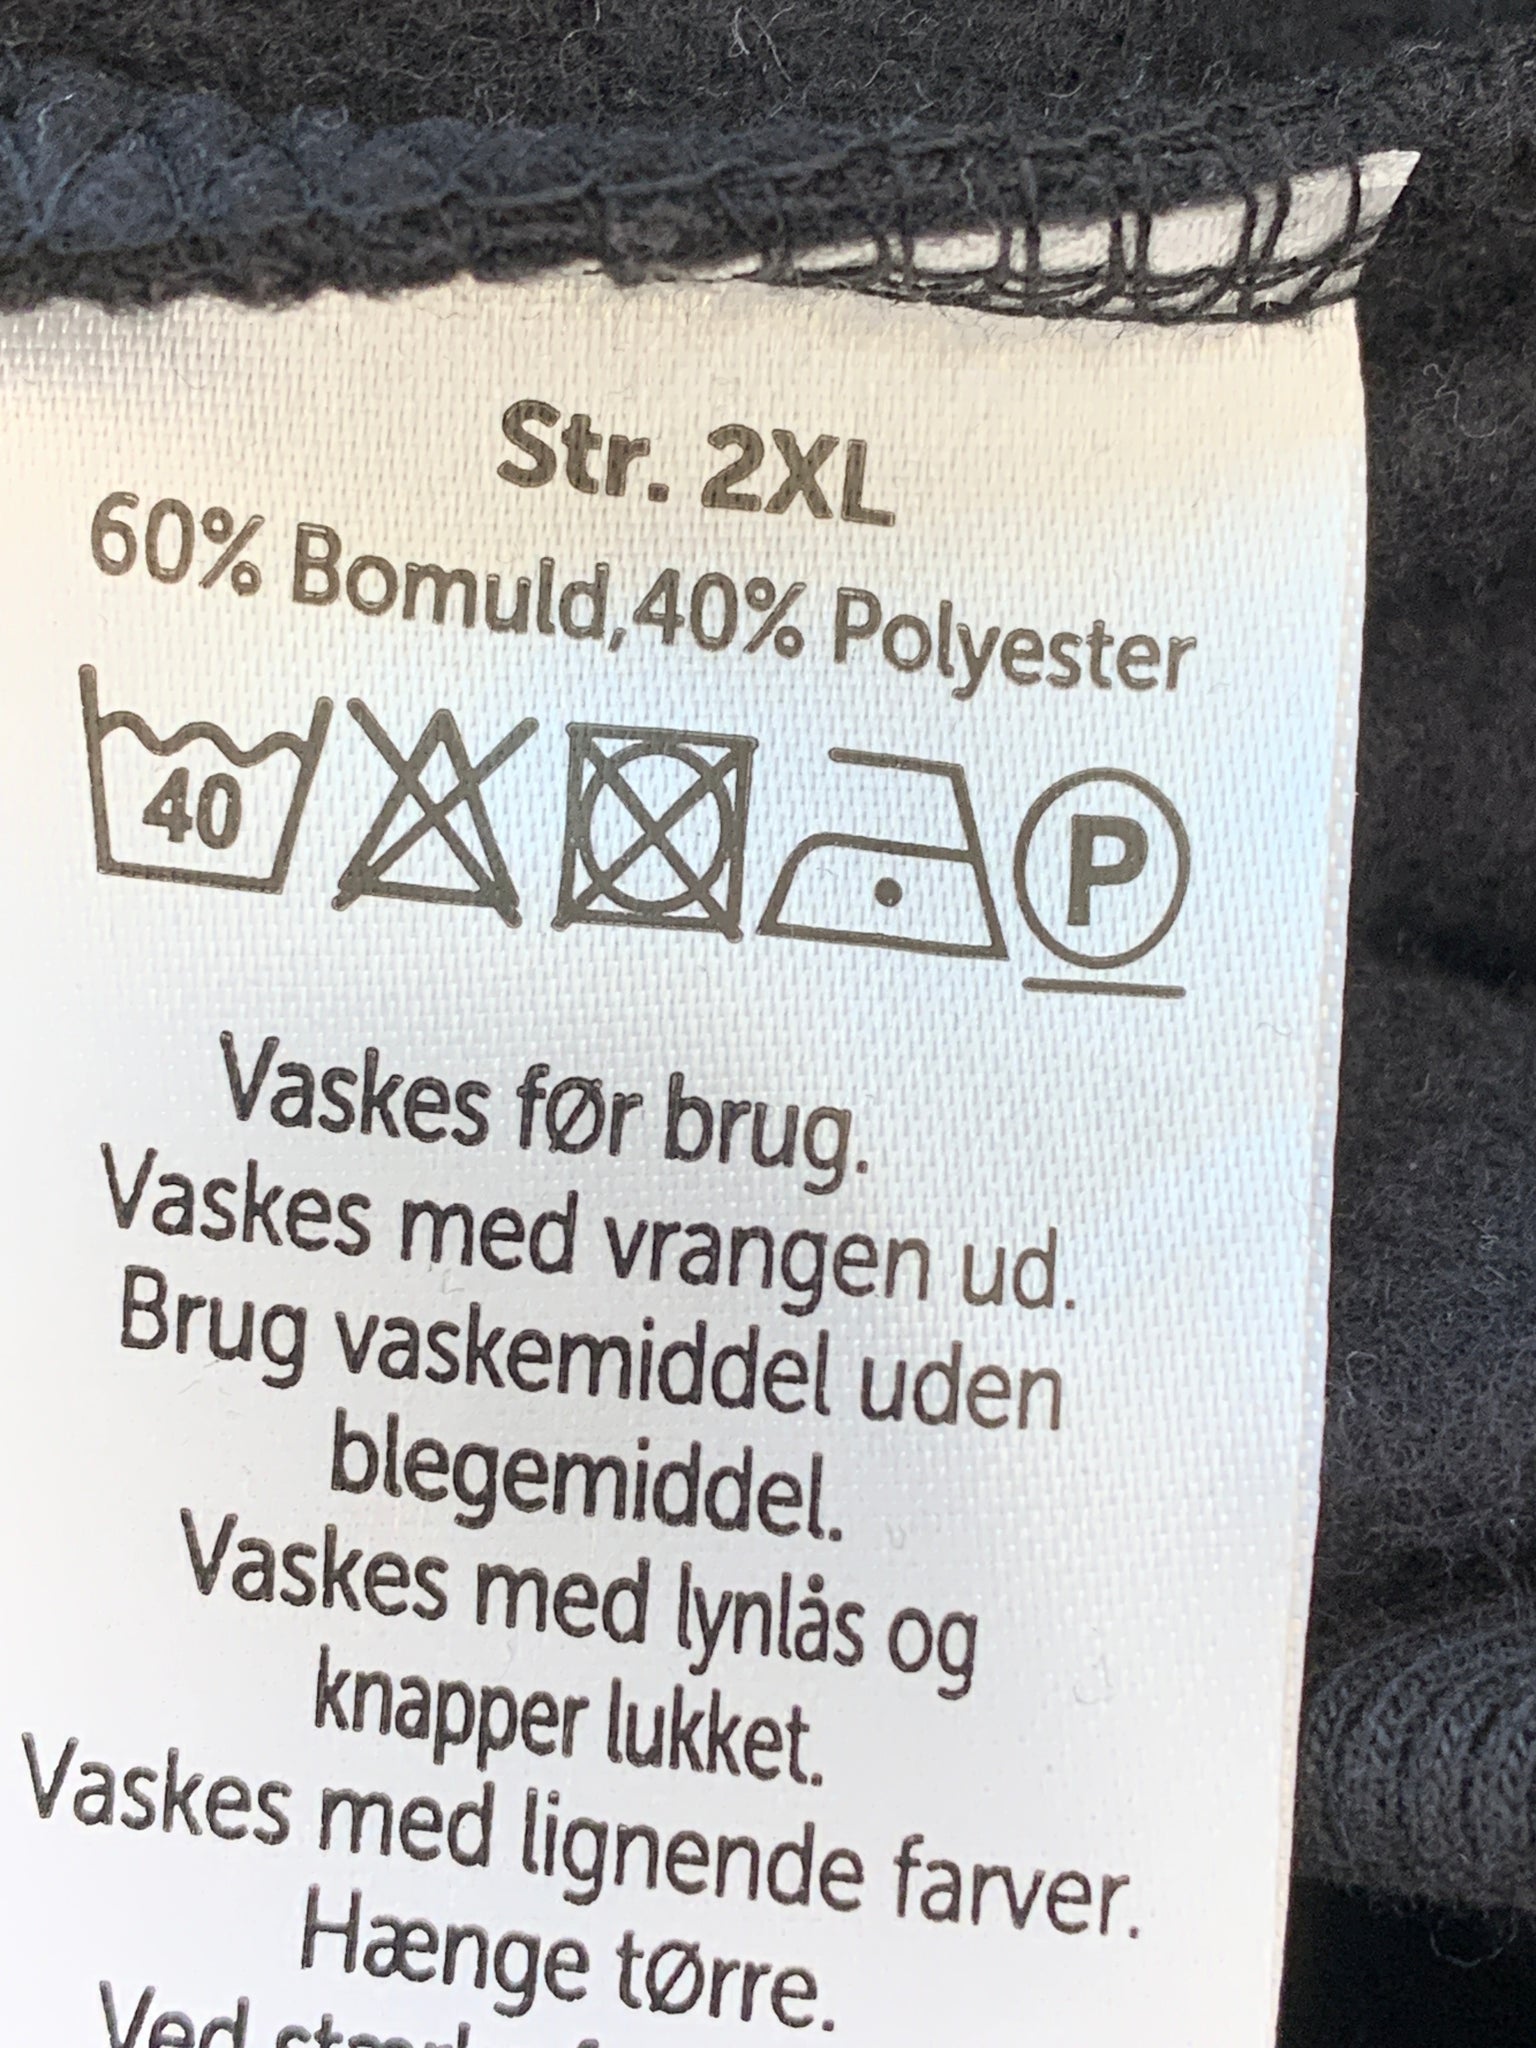 Str. 2XL
60% Bomuld,40% Polyester
40 P
Vaskes før brug.
Vaskes med vrangen ud.
Brug vaskemiddel uden
blegemiddel.
Vaskes med lynlås og
knapper lukket.
Vaskes med lignende farver.
Hænge tørre.
Ved